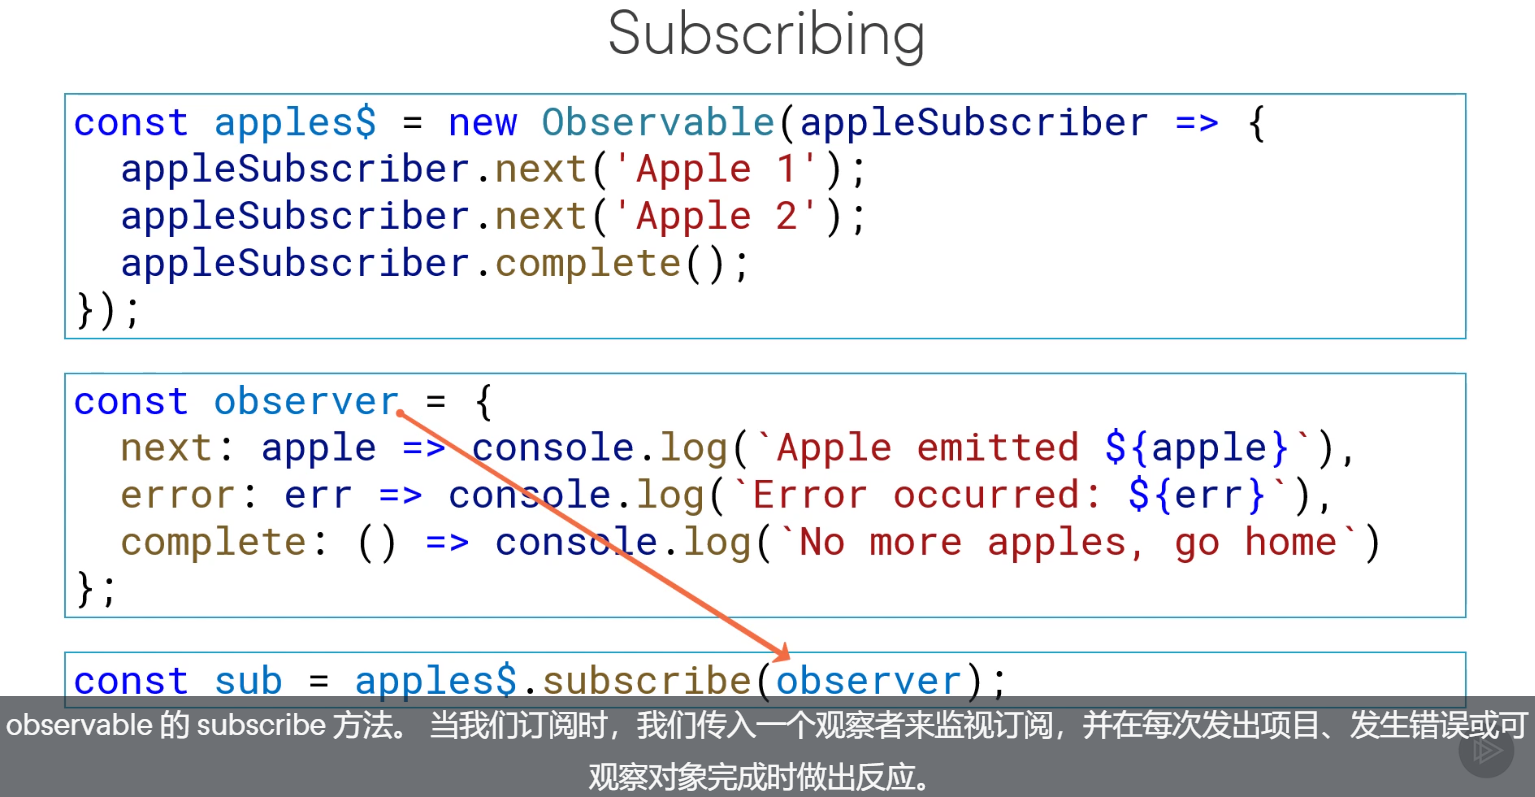 Subscribing
const apples$ = new Observable(appleSubscriber => {
  appleSubscriber.next('Apple 1');
  appleSubscriber.next('Apple 2');
  appleSubscriber.complete();
});
const observer = {
  next: apple => console.log(`Apple emitted ${apple}`),
  error: err => console.log(`Error occurred: ${err}`),
  complete: () => console.log(`No more apples, go home`)
};
const sub = apples$.subscribe(observer);
observable 的 subscribe 方法。 当我们订阅时，我们传入一个观察者来监视订阅，并在每次发出项目、发生错误或可
观察对象完成时做出反应。